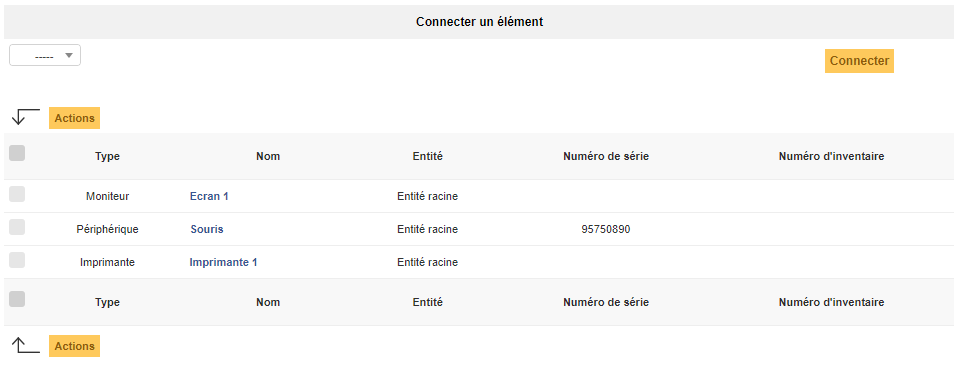 Connecter un élément
-----
Connecter
Actions
Type Nom Entité Numéro de série Numéro d'inventaire
Moniteur Ecran 1 Entité racine
Périphérique Souris Entité racine 95750890
Imprimante Imprimante 1 Entité racine
Type Nom Entité Numéro de série Numéro d'inventaire
Actions